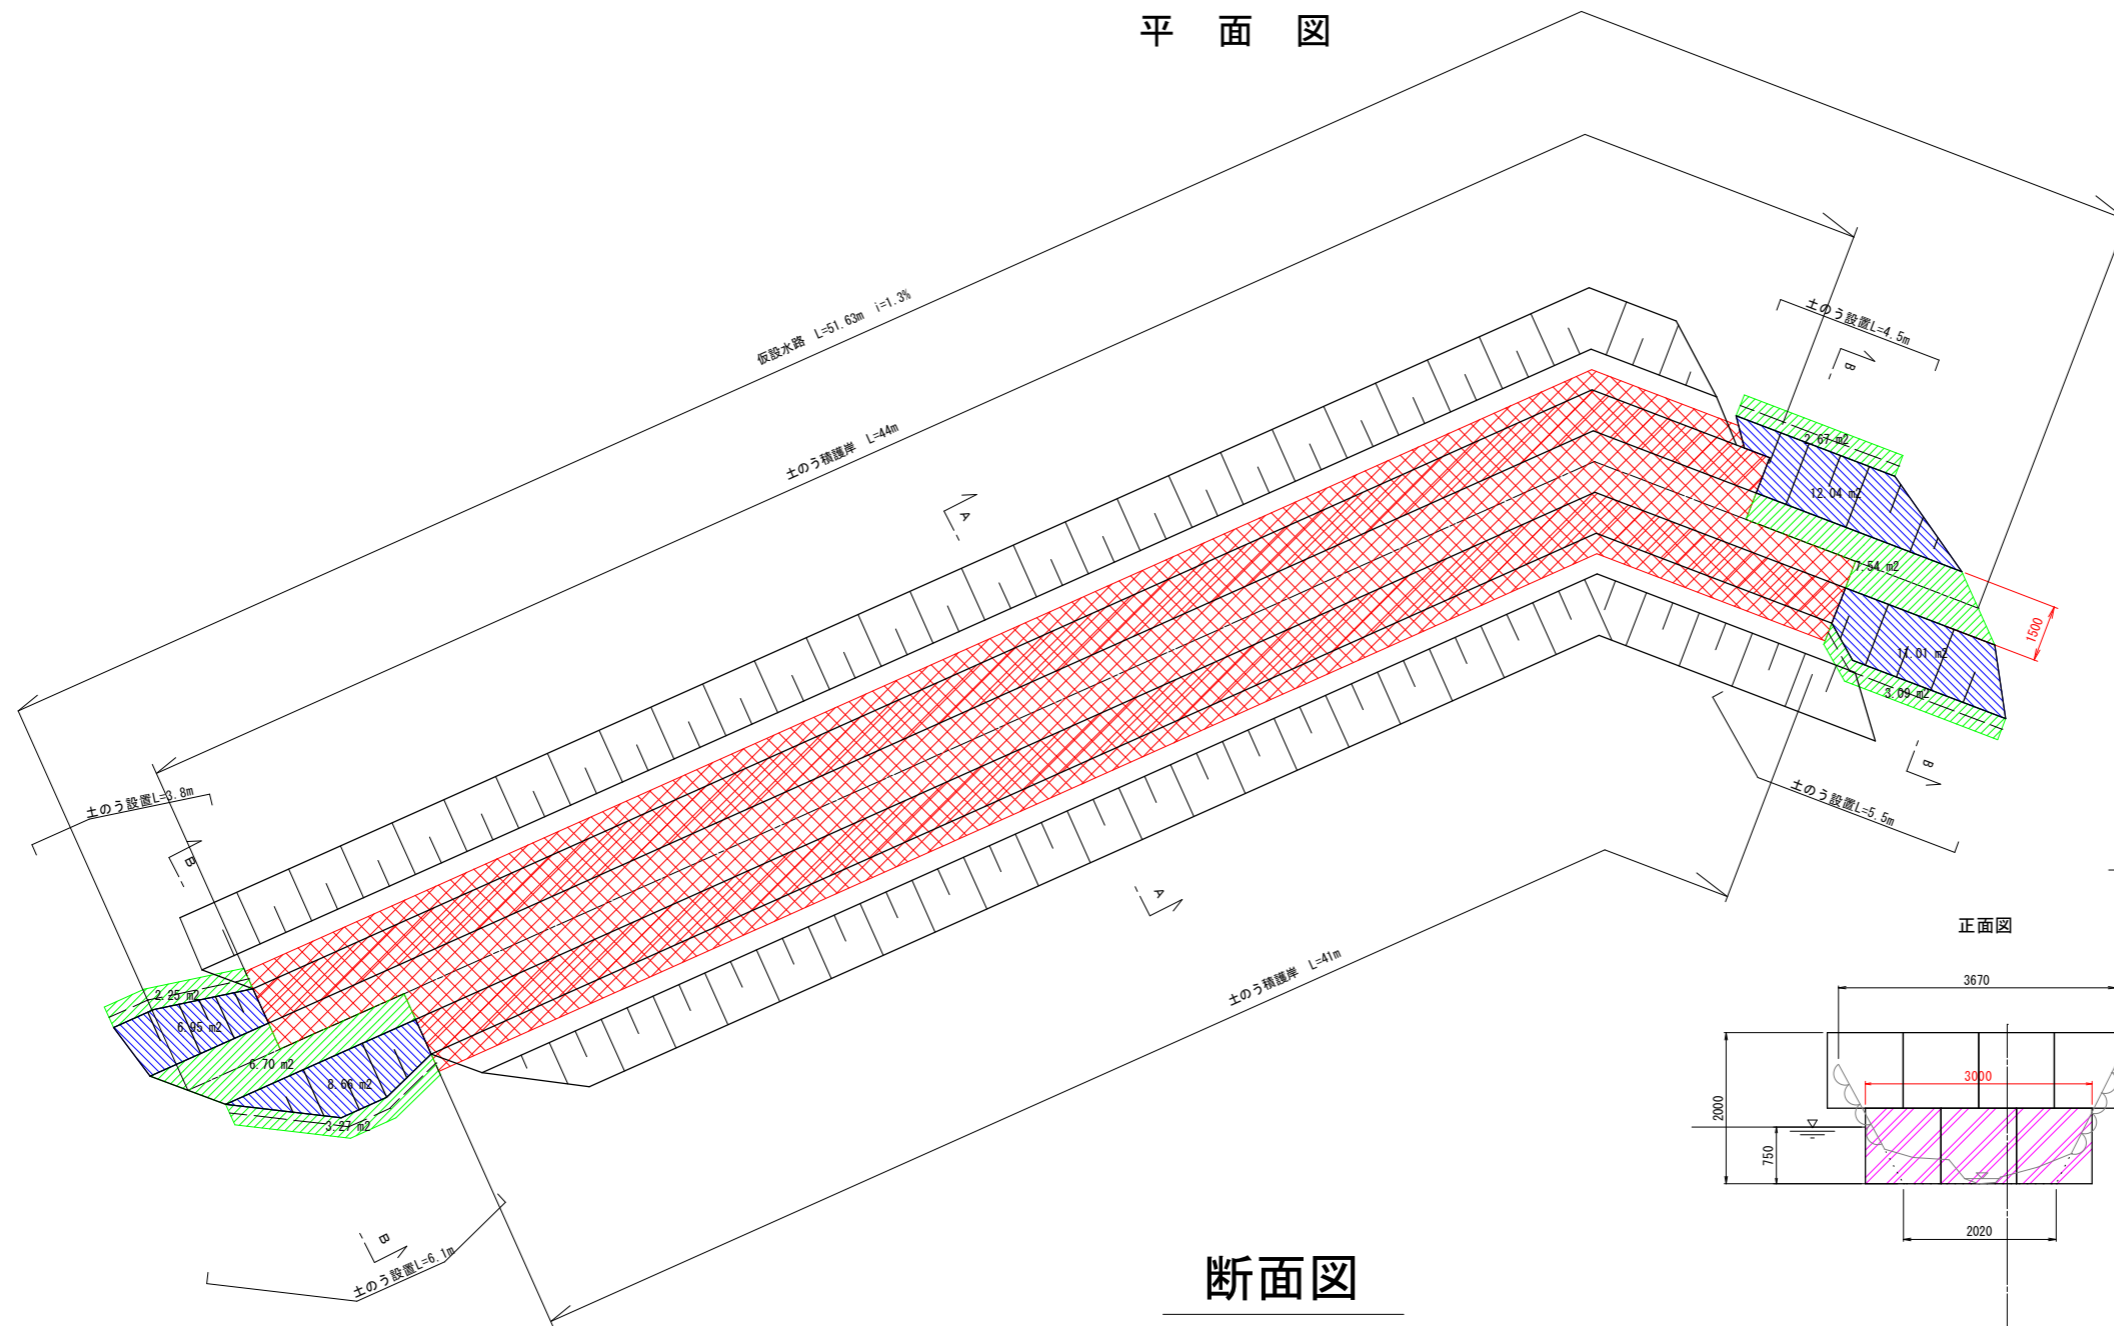 平 面 図
仮設水路 L=51.63m i=1.3%
土のう積護岸 L=44m
土のう設置L=4.5m
B
A
2.67 m2
12.04 m2
7.54 m2
1500
11.01 m2
3.09 m2
B
土のう設置L=5.5m
土のう設置L=3.8m
B
A
2.25 m2
6.95 m2
6.70 m2
8.66 m2
3.27 m2
土のう積護岸 L=41m
B
土のう設置L=6.1m
正面図
3670
3000
2000
750
2020
断面図